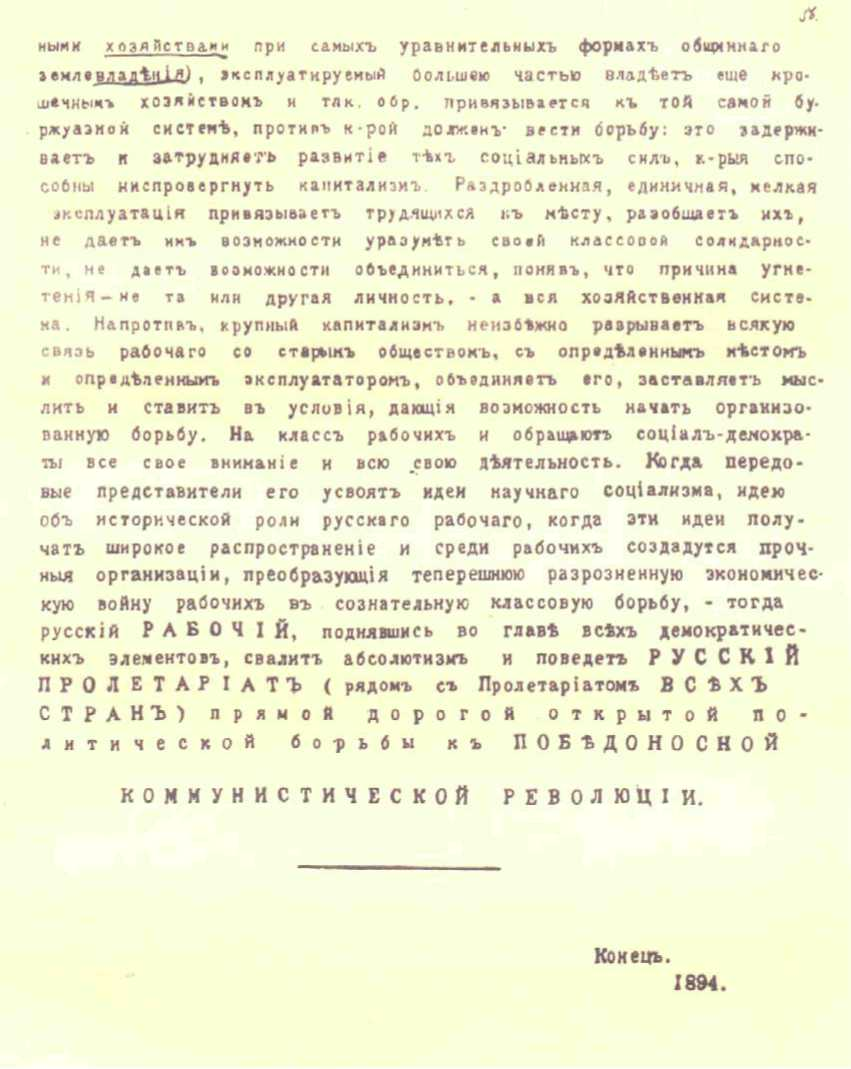 58.
ными хозяйствами при самыхъ уравнительныхъ формахъ общиннаго
землевладѣнія), эксплуатируемый большею частью владѣетъ еще кро-
шечнымъ хозяйствомъ и так. обр. привязывается къ той самой бу-
ржуазной системѣ, противъ к-рой долженъ вести борьбу: это задержи-
ваетъ и затрудняетъ развитіе тѣхъ соціальныхъ силъ, к-рыя спо-
собны ниспровергнуть капитализмъ. Раздробленная, единичная, мелкая
эксплуатація привязываетъ трудящихся къ мѣсту, разобщаетъ ихъ,
не даетъ имъ возможности уразумѣть своей классовой солидарнос-
ти, не даетъ возможности объединиться, понявъ, что причина угне-
тенія — не та или другая личность, - а вся хозяйственная систе-
ма. Напротивъ, крупный капитализмъ неизбѣжно разрываетъ всякую
связь рабочаго со старымъ обществомъ, съ опредѣленнымъ мѣстомъ
и опредѣленнымъ эксплуататоромъ, объединяетъ его, заставляетъ мыс-
лить и ставитъ въ условія, дающія возможность начать организо-
ванную борьбу. На классъ рабочихъ и обращаютъ соціалъ-демокра-
ты все свое вниманіе и всю свою дѣятельность. Когда передо-
вые представители его усвоятъ идеи научнаго соціализма, идею
объ исторической роли русскаго рабочаго, когда эти идеи полу-
чатъ широкое распространеніе и среди рабочихъ создадутся проч-
ныя организаціи, преобразующія теперешнюю разрозненную экономичес-
кую войну рабочихъ въ сознательную классовую борьбу, - тогда
русскій РАБОЧІЙ, поднявшись во главѣ всѣхъ демократичес-
кихъ элементовъ, свалитъ абсолютизмъ и поведетъ РУССКІЙ
ПРОЛЕТАРІАТЪ (рядомъ съ Пролетаріатомъ ВСѢХЪ
СТРАНЪ) прямой дорогой открытой по-
литической борьбы къ ПОБѢДОНОСНОЙ
КОММУНИСТИЧЕСКОЙ РЕВОЛЮЦІИ.
Конецъ.
1894.